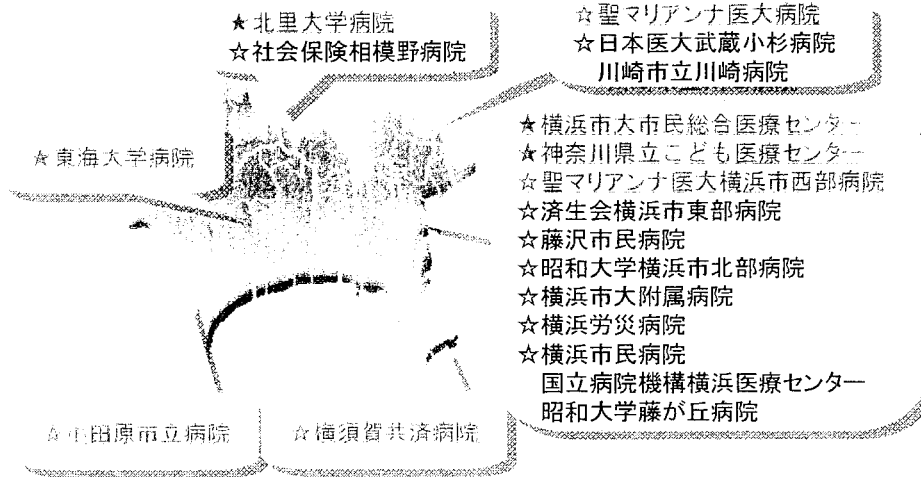 ★北里大学病院
☆社会保険相模野病院
☆聖マリアンナ医大病院
☆日本医大武蔵小杉病院
川崎市立川崎病院
★東海大学病院
★横浜市大市民総合医療センター
★神奈川県立こども医療センター
☆聖マリアンナ医大横浜市西部病院
☆済生会横浜市東部病院
☆藤沢市民病院
☆昭和大学横浜市北部病院
☆横浜市大附属病院
☆横浜労災病院
☆横浜市民病院
国立病院機構横浜医療センター
昭和大学藤が丘病院
☆小田原市立病院
☆横須賀共済病院